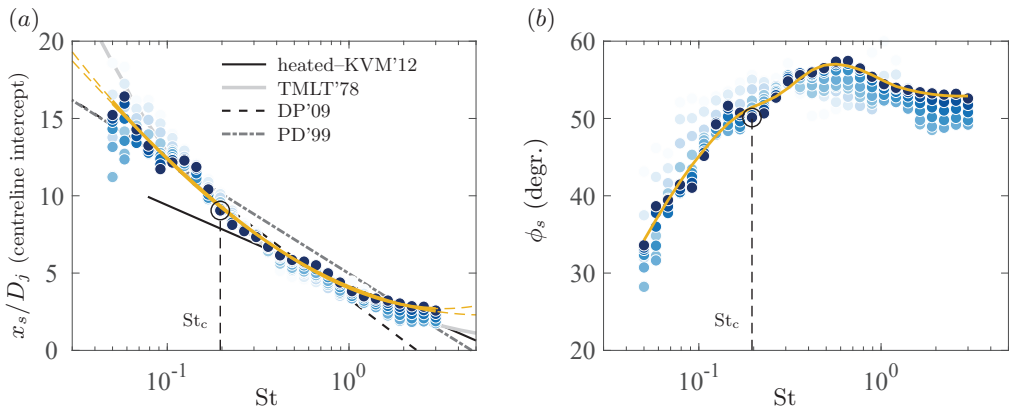 (a)
(b)
20
15
10
5
0
x_s/D_j (centreline intercept)
heated–KVM'12
TMLT'78
DP'09
PD'99
St_c
10^{-1}
10^0
St
60
50
40
30
20
ϕ_s (degr.)
St_c
10^{-1}
10^0
St